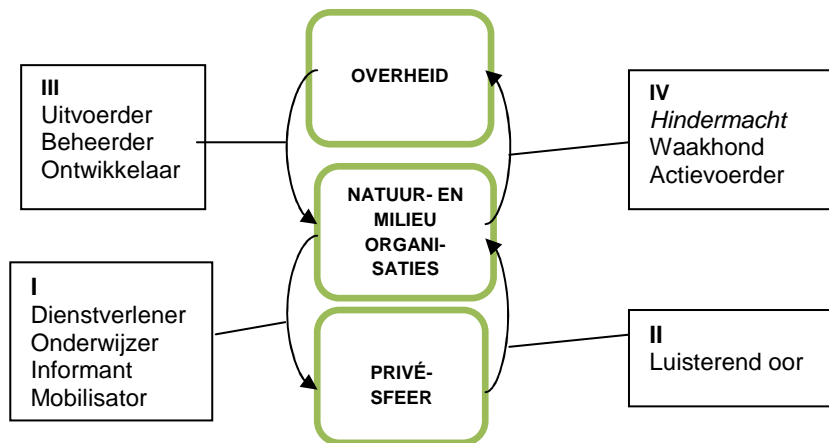 OVERHEID
III
Uitvoerder
Beheerder
Ontwikkelaar
IV
Hindermacht
Waakhond
Actievoerder
NATUUR- EN
MILIEU
ORGANI-
SATIES
I
Dienstverlener
Onderwijzer
Informant
Mobilisator
II
Luisterend oor
PRIVÉ-
SFEER